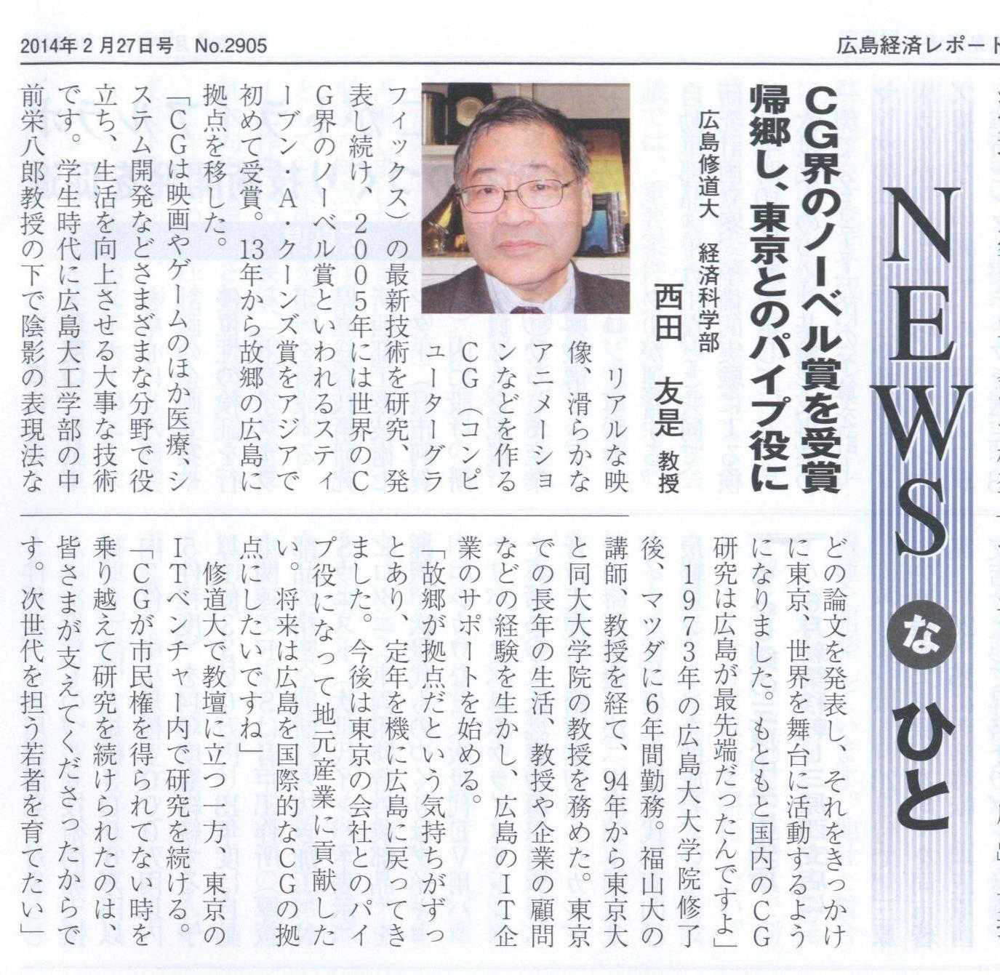 2014年2月27日号 No.2905
広島経済レポート
NEWSなひと
CG界のノーベル賞を受賞
帰郷し、東京とのパイプ役に
広島修道大 経済科学部
西田 友是 教授
リアルな映
像、滑らかな
アニメーショ
ンなどを作る
CG（コンピ
ューターグラ
フィックス）の最新技術を研究、発
表し続け、2005年には世界のC
G界のノーベル賞といわれるスティ
ーブン・A・クーンズ賞をアジアで
初めて受賞。13年から故郷の広島に
拠点を移した。
「CGは映画やゲームのほか医療、シ
ステム開発などさまざまな分野で役
立ち、生活を向上させる大事な技術
です。学生時代に広島大工学部の中
前栄八郎教授の下で陰影の表現法な
どの論文を発表し、それをきっかけ
に東京、世界を舞台に活動するよう
になりました。もともと国内のCG
研究は広島が最先端だったんですよ」
1973年の広島大大学院修了
後、マツダに6年間勤務。福山大の
講師、教授を経て、94年から東京大
と同大大学院の教授を務めた。東京
での長年の生活、教授や企業の顧問
などの経験を生かし、広島のIT企
業のサポートを始める。
「故郷が拠点だという気持ちがずっ
とあり、定年を機に広島に戻ってき
ました。今後は東京の会社とのパイ
プ役になって地元産業に貢献した
い。将来は広島を国際的なCGの拠
点にしたいですね」
修道大で教壇に立つ一方、東京の
ITベンチャー内で研究を続ける。
「CGが市民権を得られてない時を
乗り越えて研究を続けられたのは、
皆さまが支えてくださったからで
す。次世代を担う若者を育てたい」